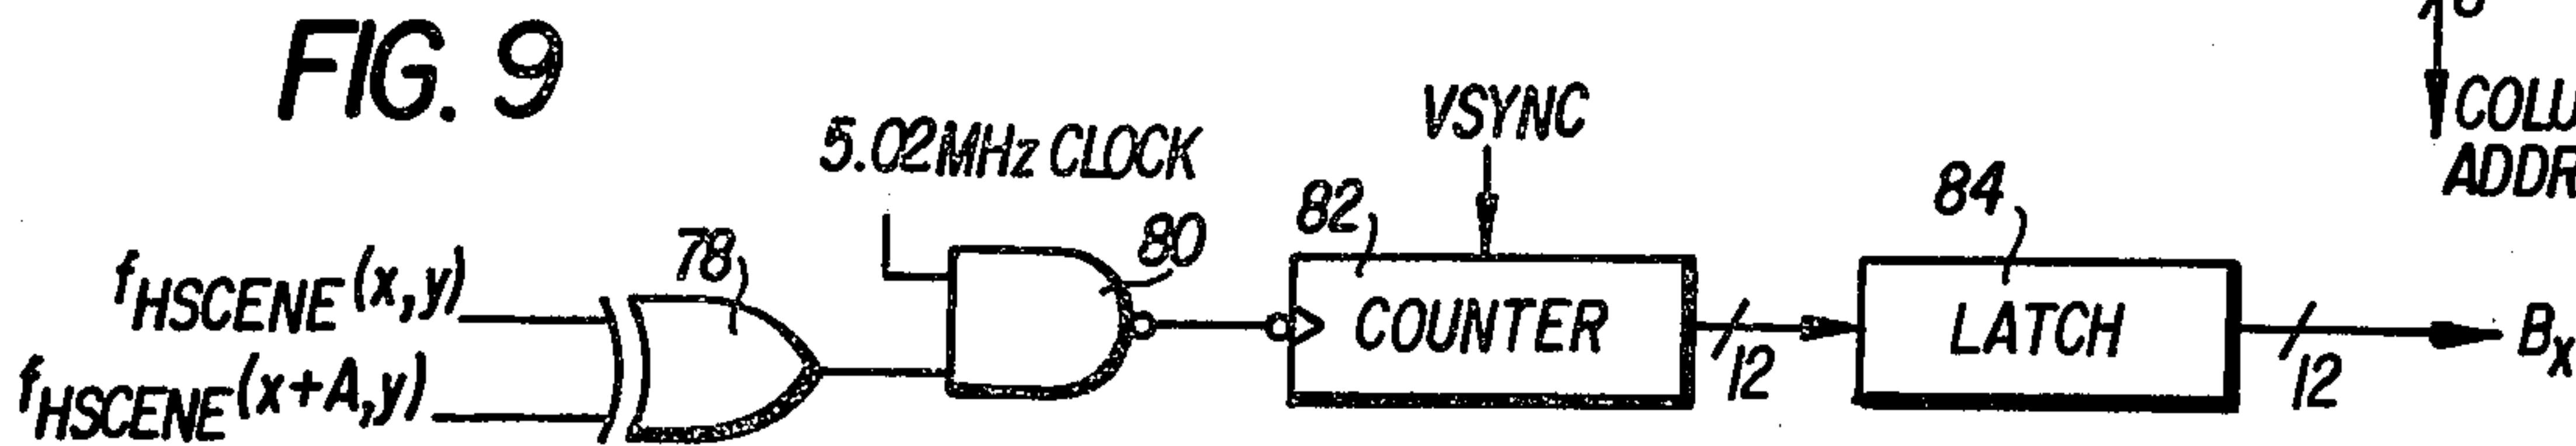 FIG. 9
5.02MHz CLOCK
VSYNC
COLU
ADDR
78
80
82
84
fHSCENE(x,y)
fHSCENE(x+A,y)
COUNTER
12
LATCH
12
Bx